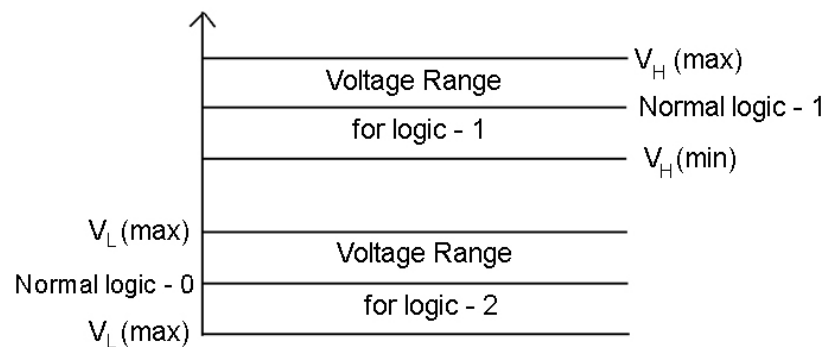 V_H (max)
Voltage Range
Normal logic - 1
for logic - 1
V_H (min)
V_L (max)
Voltage Range
Normal logic - 0
for logic - 2
V_L (max)